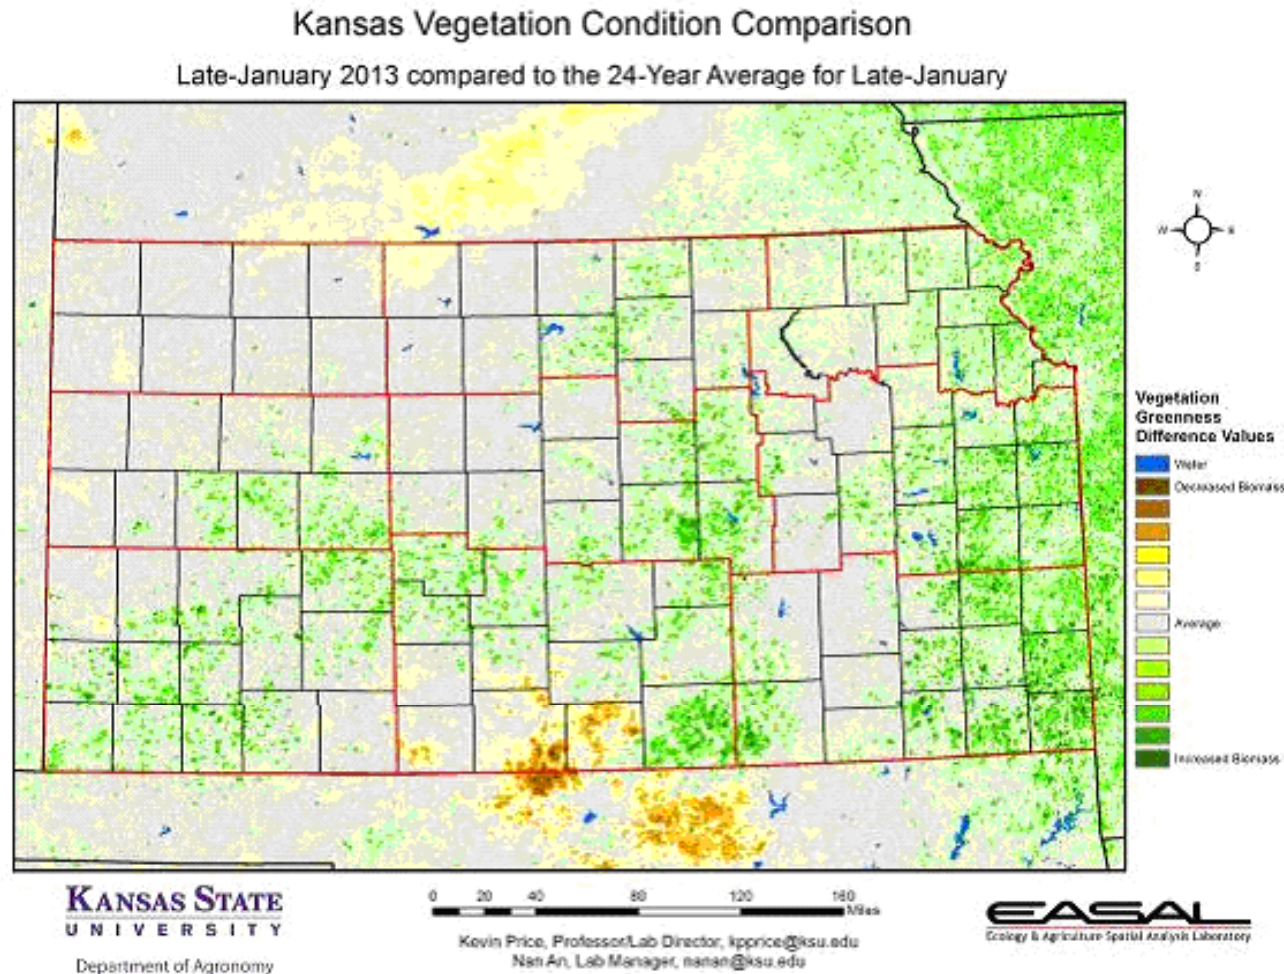 Kansas Vegetation Condition Comparison
Late-January 2013 compared to the 24-Year Average for Late-January
N
W
E
S
Vegetation
Greenness
Difference Values
Water
Decreased Biomass
Average
Increased Biomass
KANSAS STATE
UNIVERSITY
Department of Agronomy
0 20 40 80 120 160
Miles
Kevin Price, Professor/Lab Director, kpprice@ksu.edu
Nan An, Lab Manager, nanan@ksu.edu
EASAL
Ecology & Agriculture Spatial Analysis Laboratory